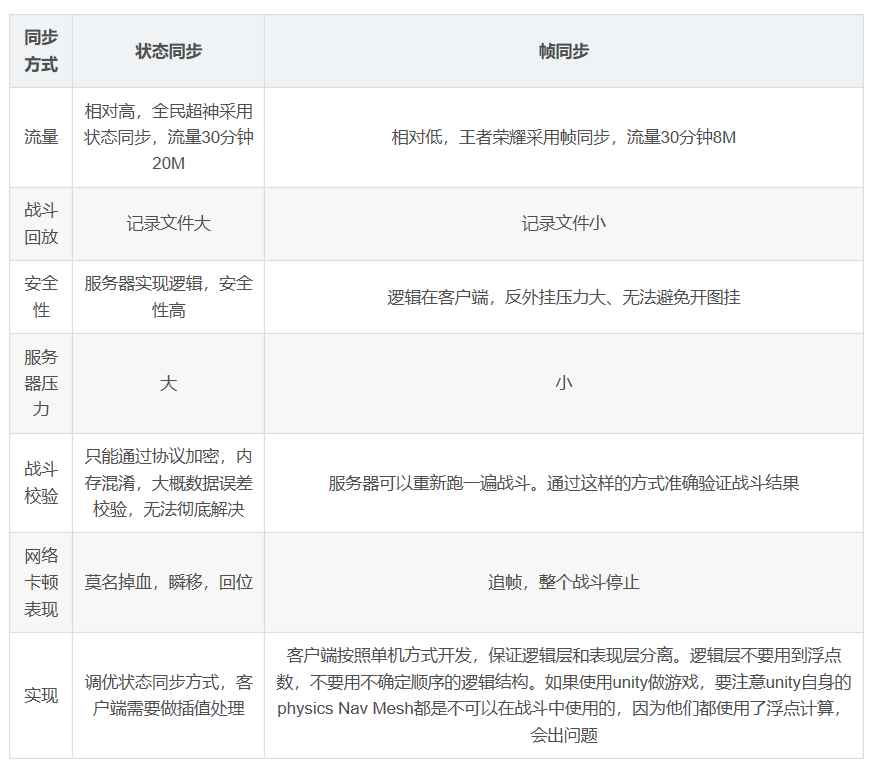 同步
方式
状态同步
帧同步
流量
相对高，全民超神采用
状态同步，流量30分钟
20M
相对低，王者荣耀采用帧同步，流量30分钟8M
战斗
回放
记录文件大
记录文件小
安全
性
服务器实现逻辑，安全
性高
逻辑在客户端，反外挂压力大、无法避免开图挂
服务
器压
力
大
小
战斗
校验
只能通过协议加密，内
存混淆，大概数据误差
校验，无法彻底解决
服务器可以重新跑一遍战斗。通过这样的方式准确验证战斗结果
网络
卡顿
表现
莫名掉血，瞬移，回位
追帧，整个战斗停止
实现
调优状态同步方式，客
户端需要做插值处理
客户端按照单机方式开发，保证逻辑层和表现层分离。逻辑层不要用到浮点
数，不要用不确定顺序的逻辑结构。如果使用unity做游戏，要注意unity自身的
physics Nav Mesh都是不可以在战斗中使用的，因为他们都使用了浮点计算，
会出问题